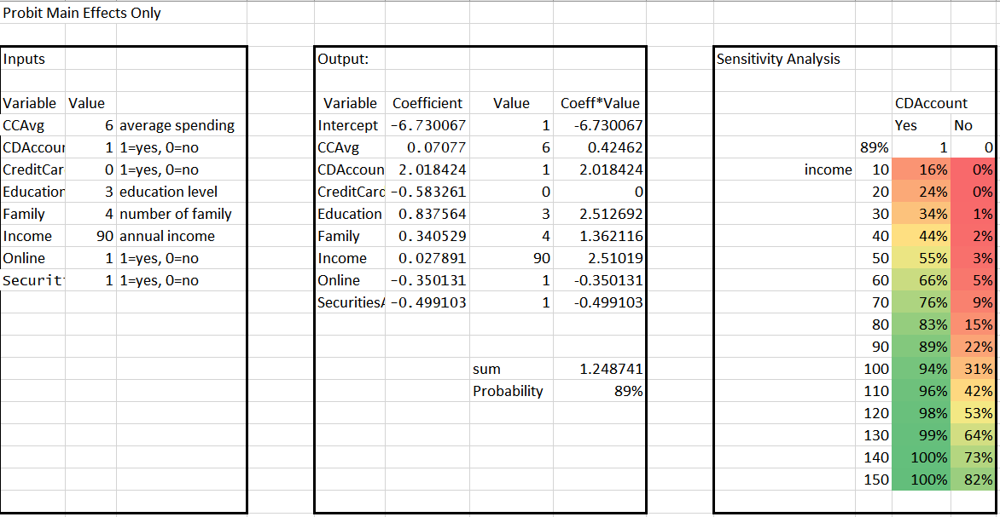 Probit Main Effects Only
Inputs
Variable Value
CCAvg 6 average spending
CDAccour 1 1=yes, 0=no
CreditCar 0 1=yes, 0=no
Education 3 education level
Family 4 number of family
Income 90 annual income
Online 1 1=yes, 0=no
Securit 1 1=yes, 0=no
Output:
Variable Coefficient Value Coeff*Value
Intercept -6.730067 1 -6.730067
CCAvg 0.07077 6 0.42462
CDAccoun 2.018424 1 2.018424
CreditCard -0.583261 0 0
Education 0.837564 3 2.512692
Family 0.340529 4 1.362116
Income 0.027891 90 2.51019
Online -0.350131 1 -0.350131
SecuritiesA -0.499103 1 -0.499103
sum 1.248741
Probability 89%
Sensitivity Analysis
CDAccount
Yes No
89% 1 0
income 10 16% 0%
20 24% 0%
30 34% 1%
40 44% 2%
50 55% 3%
60 66% 5%
70 76% 9%
80 83% 15%
90 89% 22%
100 94% 31%
110 96% 42%
120 98% 53%
130 99% 64%
140 100% 73%
150 100% 82%